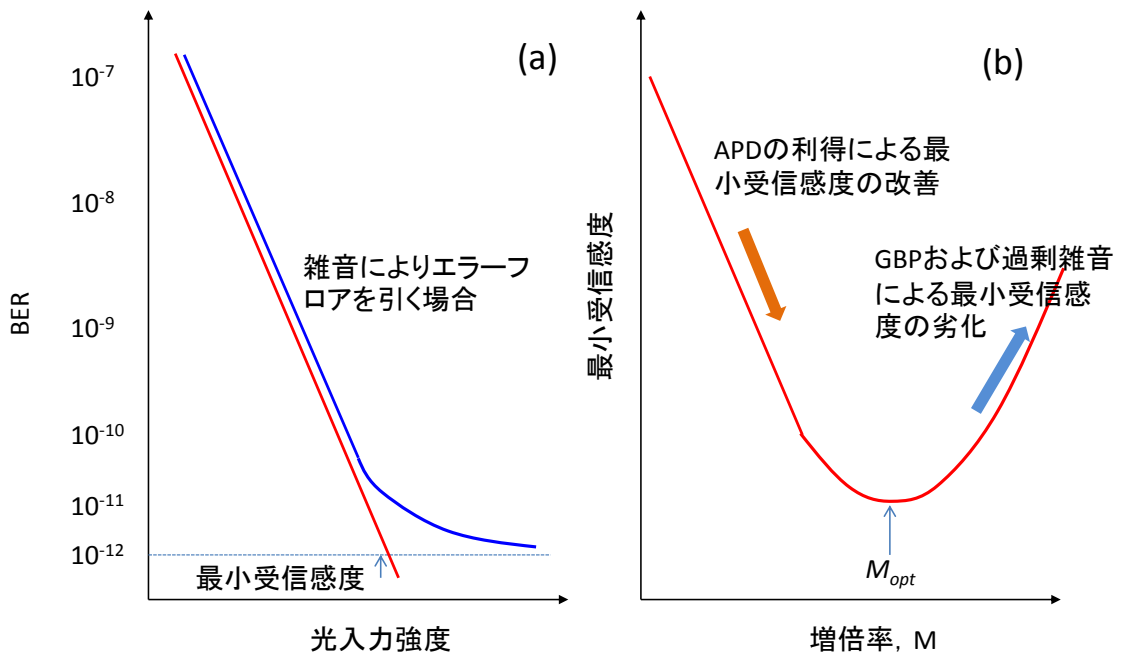 (a)
BER
10-7
10-8
10-9
10-10
10-11
10-12
雑音によりエラーフ
ロアを引く場合
最小受信感度
光入力強度
(b)
最小受信感度
APDの利得による最
小受信感度の改善
GBPおよび過剰雑音
による最小受信感
度の劣化
Mopt
増倍率, M